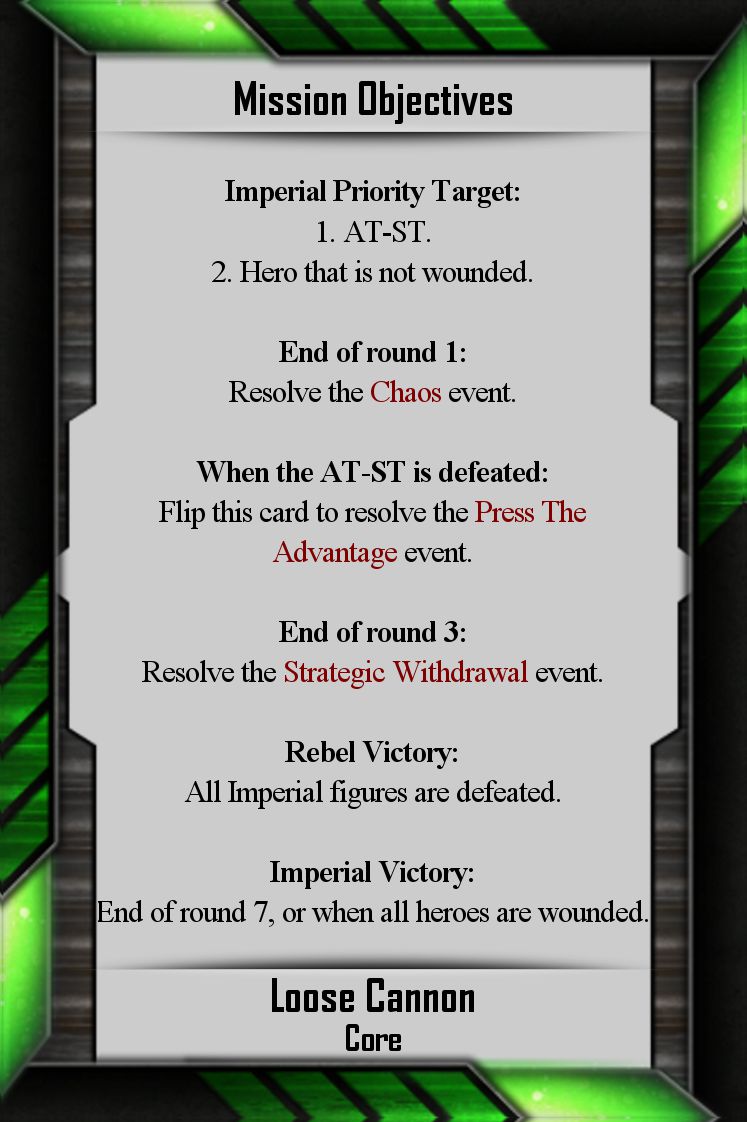 Mission Objectives
Imperial Priority Target:
1. AT-ST.
2. Hero that is not wounded.
End of round 1:
Resolve the Chaos event.
When the AT-ST is defeated:
Flip this card to resolve the Press The
Advantage event.
End of round 3:
Resolve the Strategic Withdrawal event.
Rebel Victory:
All Imperial figures are defeated.
Imperial Victory:
End of round 7, or when all heroes are wounded.
Loose Cannon
Core